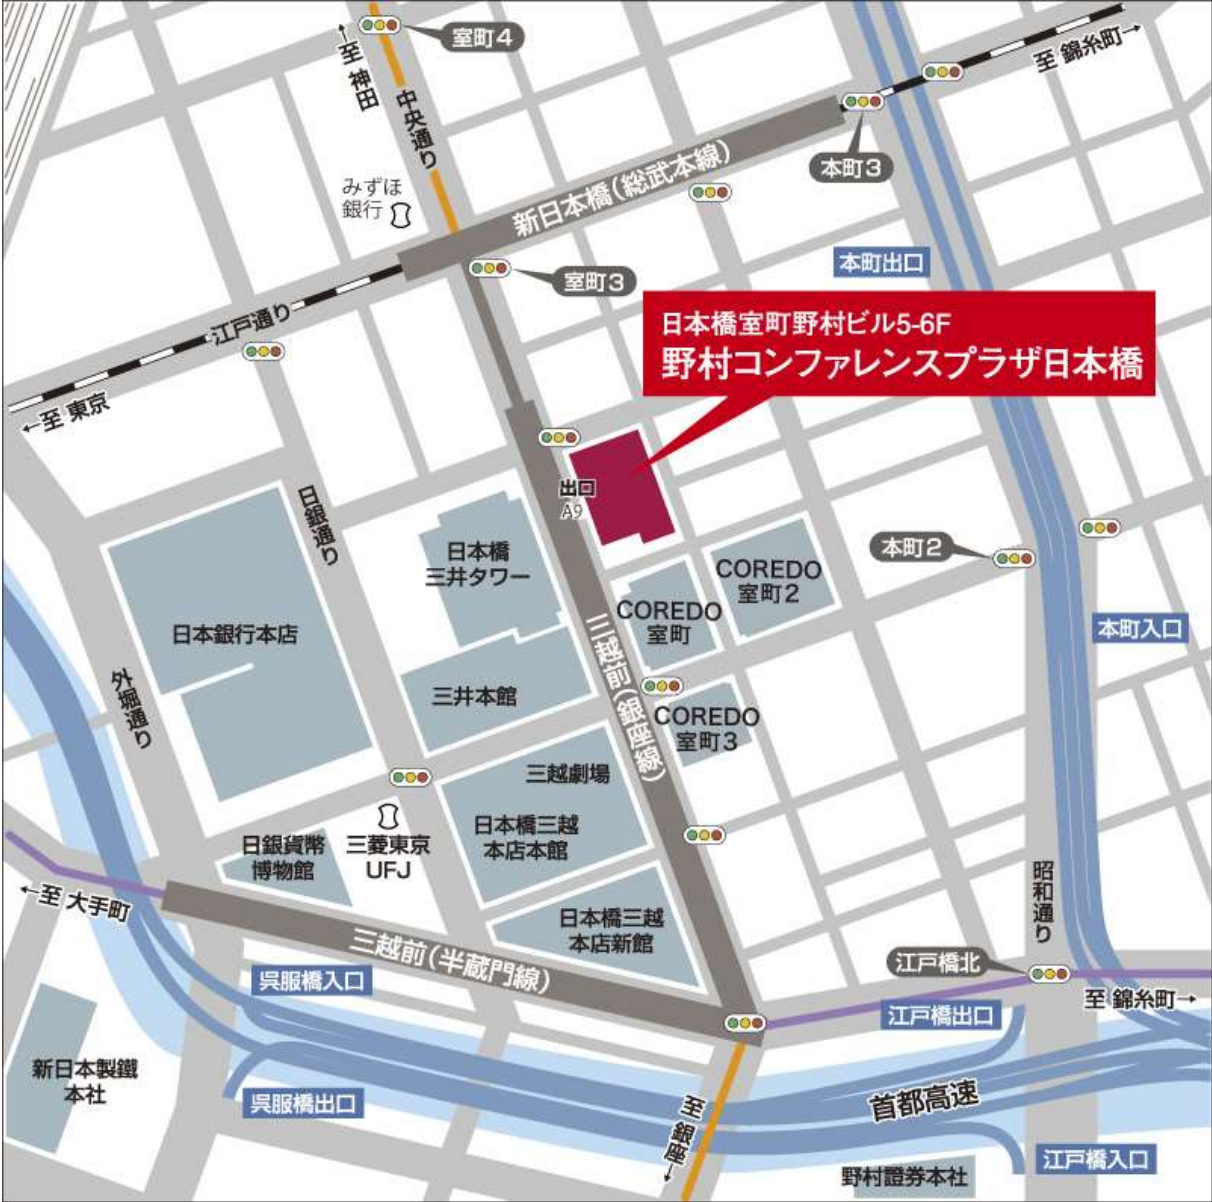 室町4
←至 神田
中央通り
至 錦糸町→
本町3
みずほ
銀行
新日本橋(総武本線)
本町出口
室町3
江戸通り
←至 東京
日本橋室町野村ビル5-6F
野村コンファレンスプラザ日本橋
出口
A9
日銀通り
日本橋
三井タワー
本町2
COREDO
室町2
COREDO
室町
本町入口
日本銀行本店
三越前(銀座線)
外堀通り
三井本館
COREDO
室町3
三越劇場
日本橋三越
本店本館
日銀貨幣
博物館
三菱東京
UFJ
昭和通り
←至 大手町
日本橋三越
本店新館
三越前(半蔵門線)
江戸橋北
呉服橋入口
至 錦糸町→
江戸橋出口
新日本製鐵
本社
呉服橋出口
首都高速
至 銀座→
江戸橋入口
野村證券本社